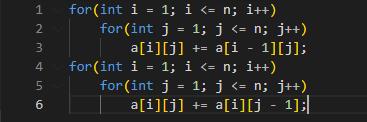 1 for(int i = 1; i <= n; i++)
2     for(int j = 1; j <= n; j++)
3         a[i][j] += a[i - 1][j];
4 for(int i = 1; i <= n; i++)
5     for(int j = 1; j <= n; j++)
6         a[i][j] += a[i][j - 1];